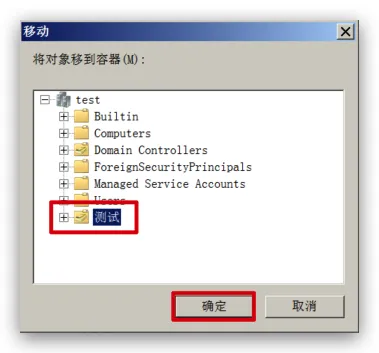 移动
将对象移到容器(M):
test
Builtin
Computers
Domain Controllers
ForeignSecurityPrincipals
Managed Service Accounts
Users
测试
确定 取消